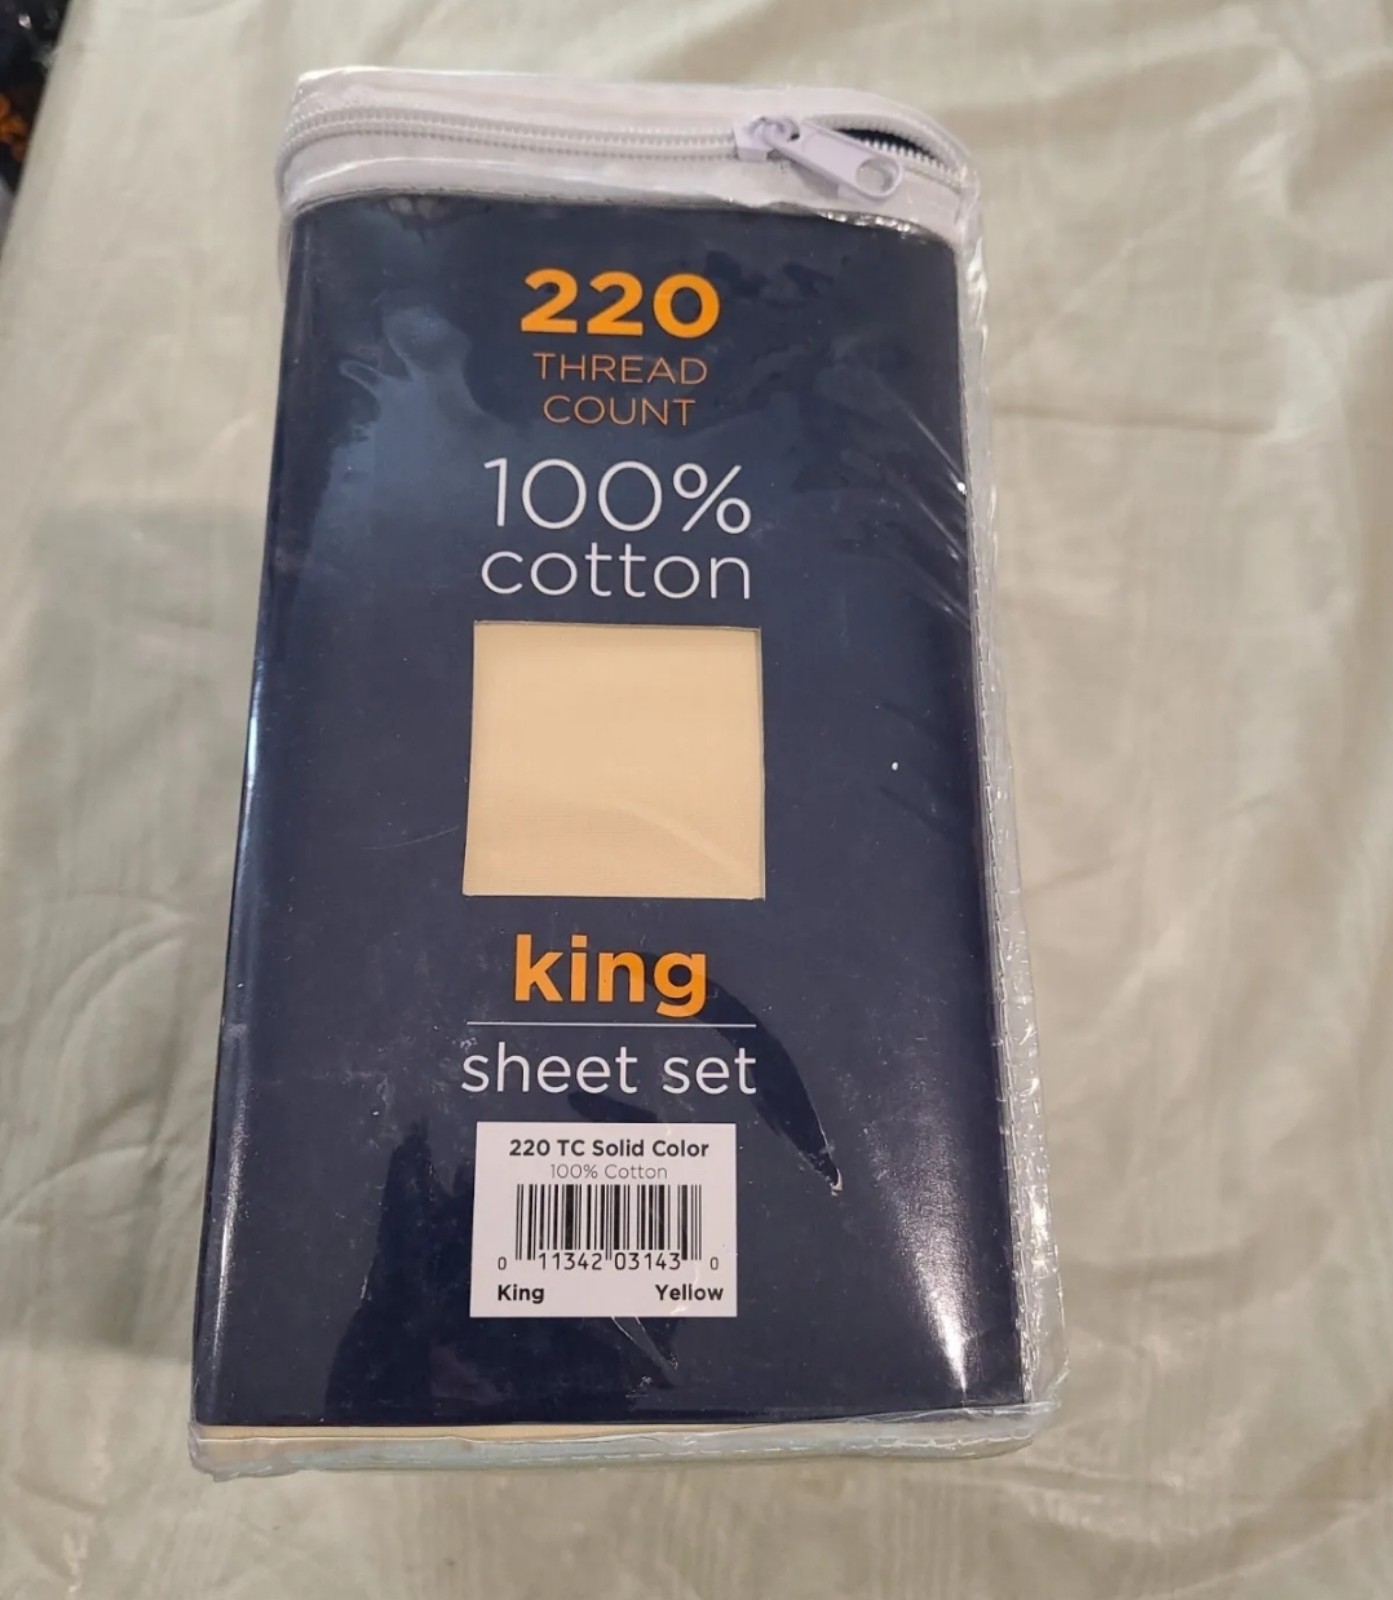 220
THREAD
COUNT
100%
cotton
king
sheet set
220 TC Solid Color
100% Cotton
0 11342 03143 0
King Yellow